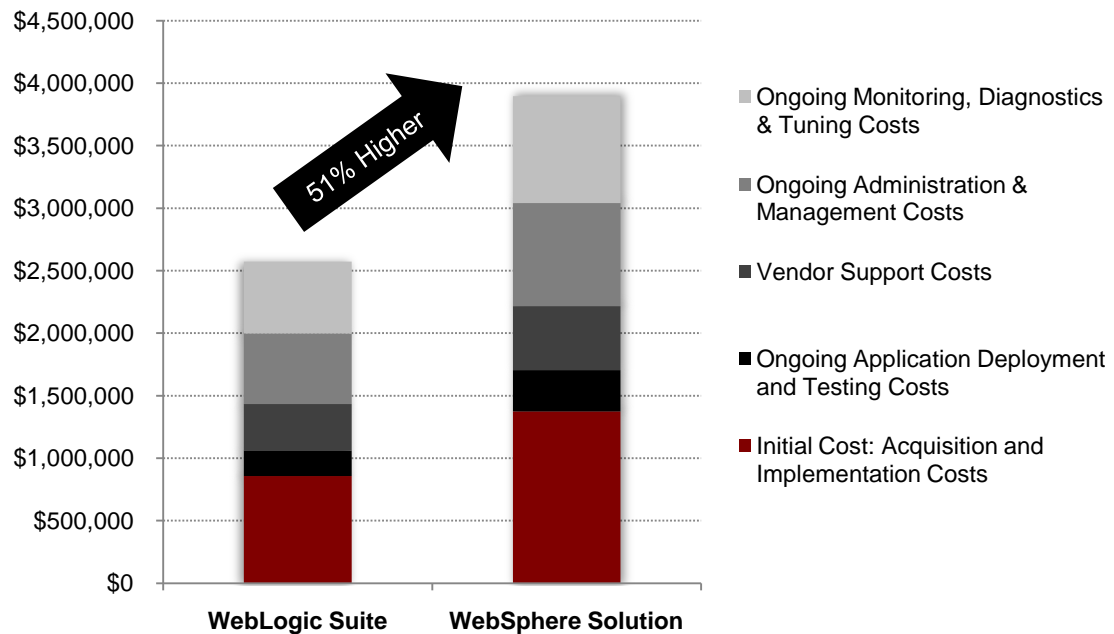 $4,500,000
$4,000,000
$3,500,000
$3,000,000
$2,500,000
$2,000,000
$1,500,000
$1,000,000
$500,000
$0
51% Higher
WebLogic Suite
WebSphere Solution
Ongoing Monitoring, Diagnostics
& Tuning Costs
Ongoing Administration &
Management Costs
Vendor Support Costs
Ongoing Application Deployment
and Testing Costs
Initial Cost: Acquisition and
Implementation Costs